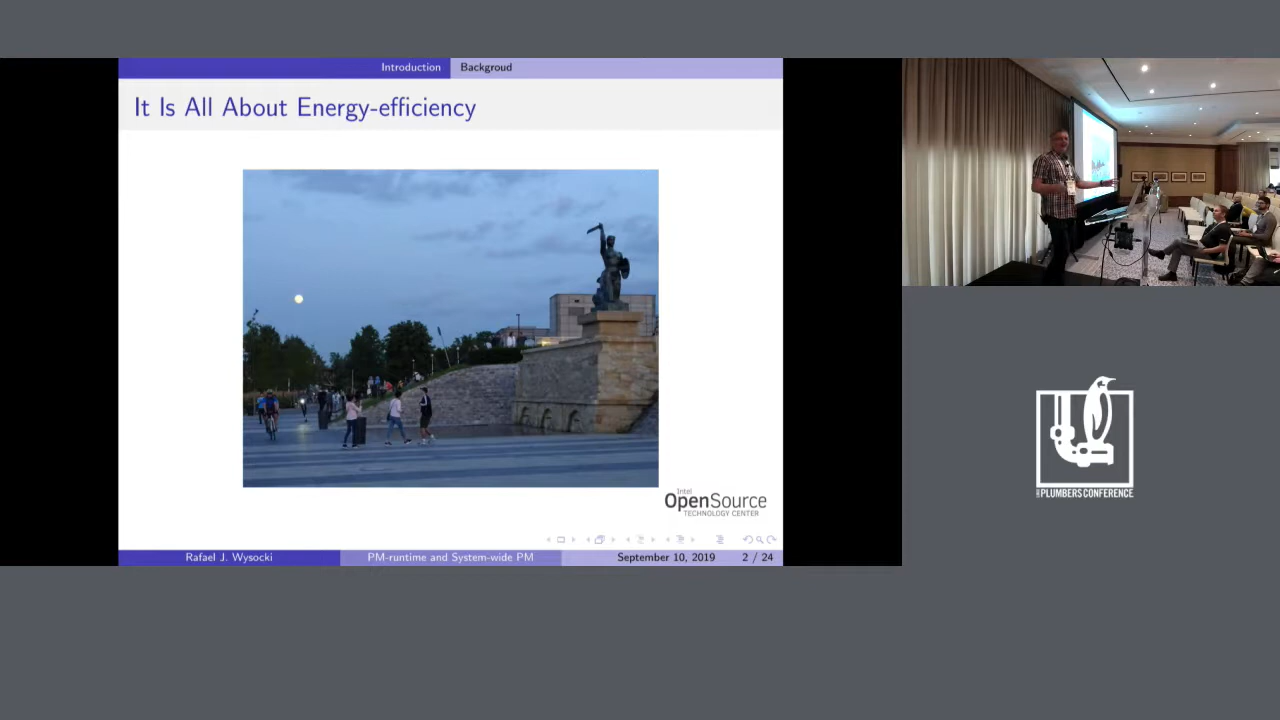 Introduction
Backgroud
It Is All About Energy-efficiency
Intel
OpenSource
TECHNOLOGY CENTER
Rafael J. Wysocki
PM-runtime and System-wide PM
September 10, 2019
2 / 24
PLUMBERS CONFERENCE